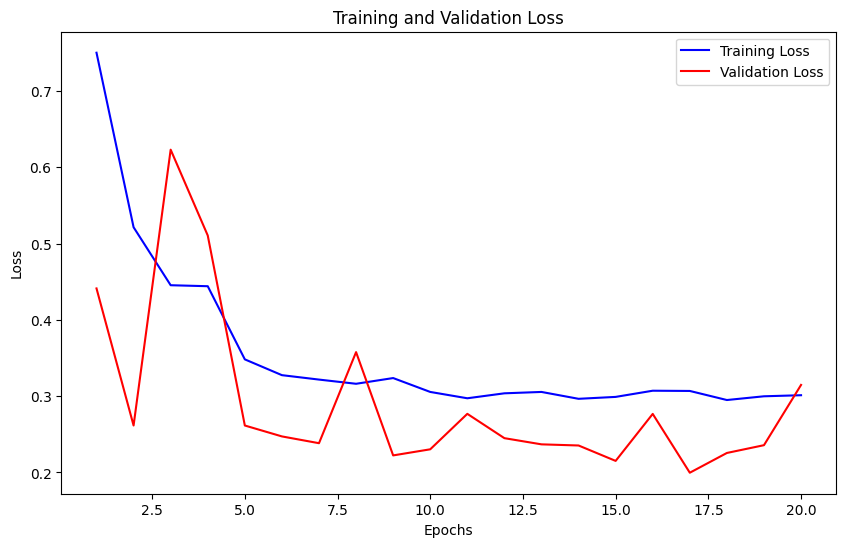 Training and Validation Loss
Training Loss
Validation Loss
0.7
0.6
0.5
0.4
0.3
0.2
Loss
2.5 5.0 7.5 10.0 12.5 15.0 17.5 20.0
Epochs